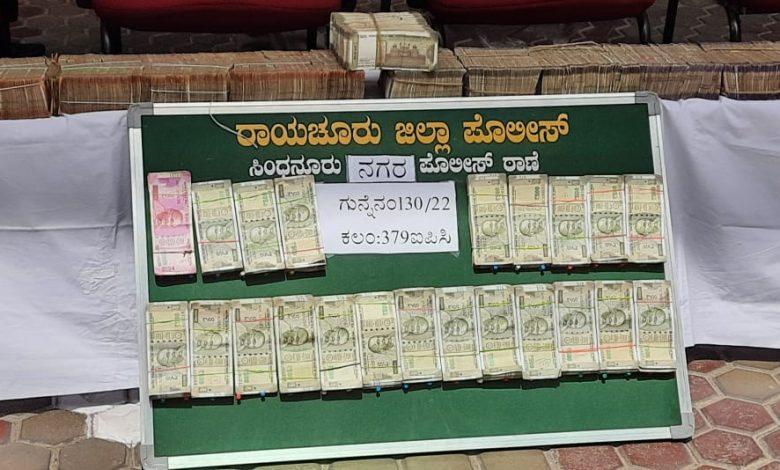 ರಾಯಚೂರು ಜಿಲ್ಲಾ ಪೊಲೀಸ್
ಸಿಂಧನೂರು ನಗರ ಪೊಲೀಸ್ ಠಾಣೆ
ಗುನ್ನೆನಂ130/22
ಕಲಂ:379ಐಪಿಸಿ